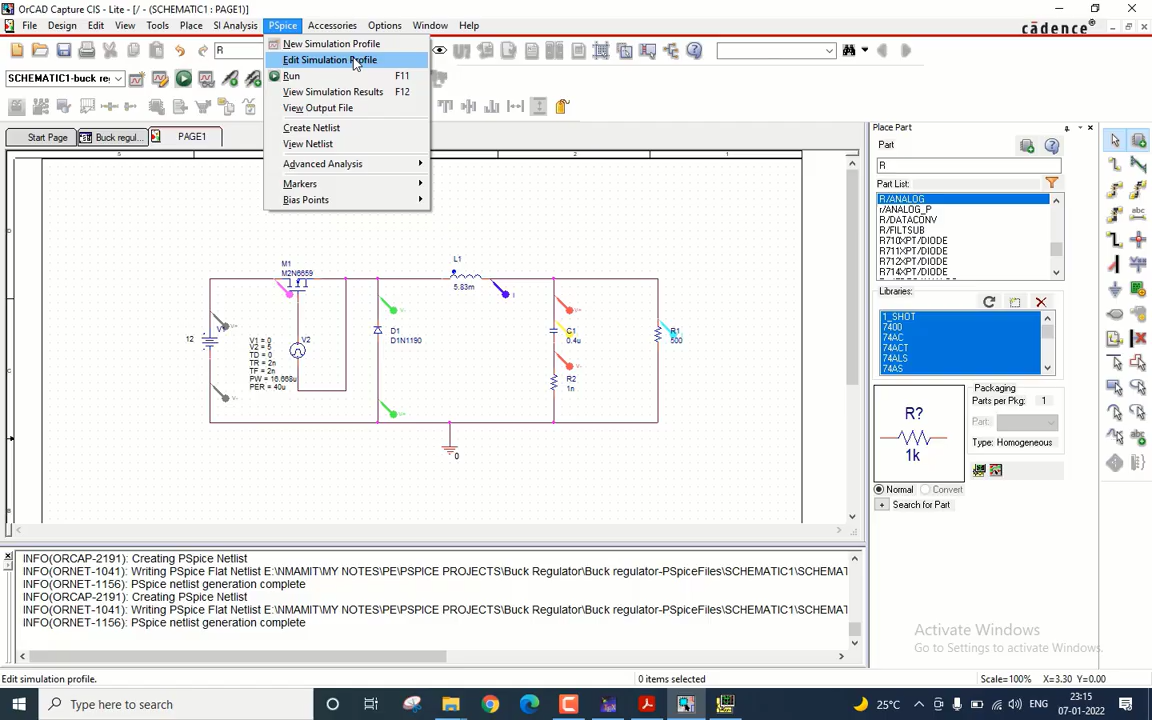 OrCAD Capture CIS - Lite - [/ - (SCHEMATIC1 : PAGE1)]
File Design Edit View Tools Place SI Analysis PSpice Accessories Options Window Help
cādence®
R
SCHEMATIC1-buck re
New Simulation Profile
Edit Simulation Profile
Run F11
View Simulation Results F12
View Output File
Create Netlist
View Netlist
Advanced Analysis
Markers
Bias Points
Start Page
Buck regul...
PAGE1
5
2
1
M1
M2N6659
L1
5.83m
I
V+
V-
V+
V-
V1
12
V1 = 0
V2 = 5
TD = 0
TR = 2n
TF = 2n
PW = 16.668u
PER = 40u
V2
D1
D1N1190
V+
C1
0.4u
V-
R2
1n
R1
500
0
Place Part
Part
R
Part List:
R/ANALOG
r/ANALOG_P
R/DATACONV
R/FILTSUB
R710XPT/DIODE
R711XPT/DIODE
R712XPT/DIODE
R714XPT/DIODE
Libraries:
1_SHOT
7400
74AC
74ACT
74ALS
74AS
R?
1k
Packaging
Parts per Pkg: 1
Part:
Type: Homogeneous
Normal Convert
Search for Part
INFO(ORCAP-2191): Creating PSpice Netlist
INFO(ORNET-1041): Writing PSpice Flat Netlist E:\NMAMIT\MY NOTES\PE\PSPICE PROJECTS\Buck Regulator\Buck regulator-PSpiceFiles\SCHEMATIC1\SCHEMAT
INFO(ORNET-1156): PSpice netlist generation complete
INFO(ORCAP-2191): Creating PSpice Netlist
INFO(ORNET-1041): Writing PSpice Flat Netlist E:\NMAMIT\MY NOTES\PE\PSPICE PROJECTS\Buck Regulator\Buck regulator-PSpiceFiles\SCHEMATIC1\SCHEMAT
INFO(ORNET-1156): PSpice netlist generation complete
Activate Windows
Go to Settings to activate Windows.
Edit simulation profile.
0 items selected
Scale=100% X=3.30 Y=0.00
Type here to search
25°C
ENG
23:15
07-01-2022